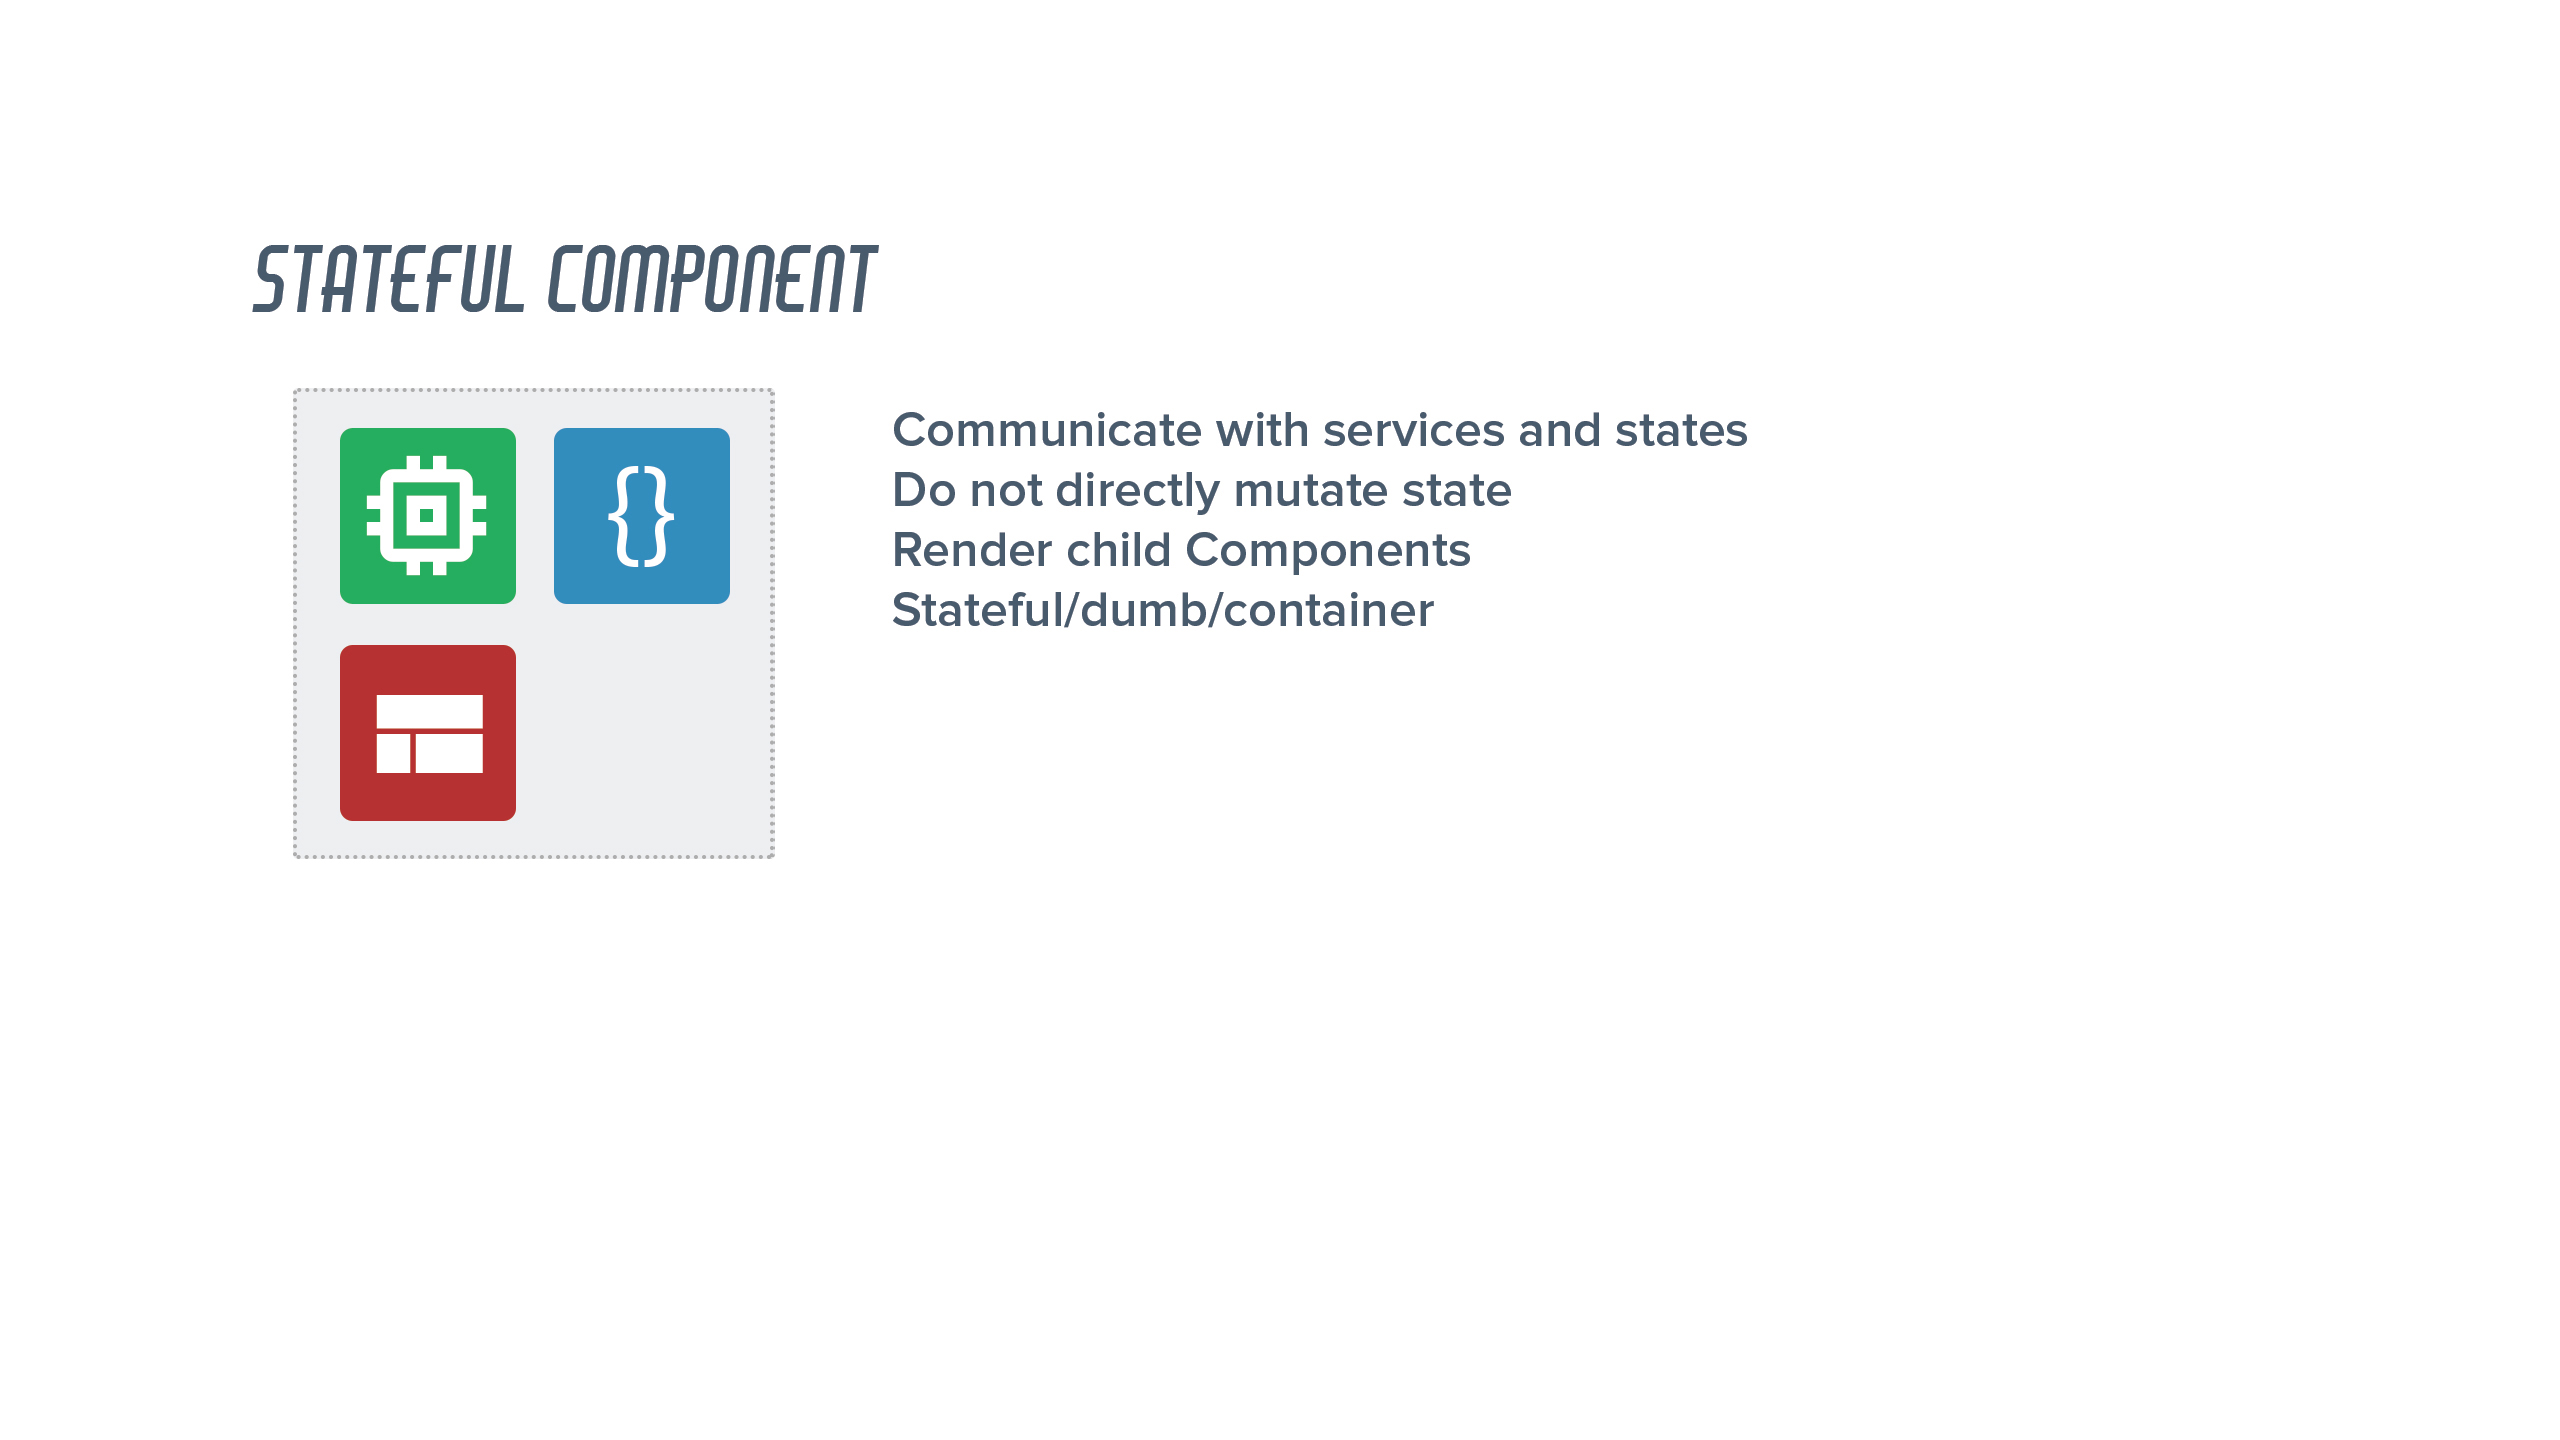 STATEFUL COMPONENT
{}
Communicate with services and states
Do not directly mutate state
Render child Components
Stateful/dumb/container